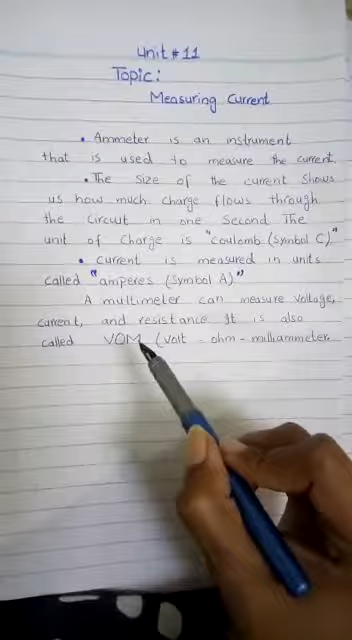 Unit # 11
Topic:
Measuring Current
• Ammeter is an instrument
that is used to measure the current.
• The size of the current shows
us how much charge flows through
the circuit in one second The
unit of charge is "coulomb (symbol C)"
• current is measured in units
called "amperes (symbol A)"
A multimeter can measure voltage,
current, and resistance It is also
called VOM (volt - ohm - milliammeter.